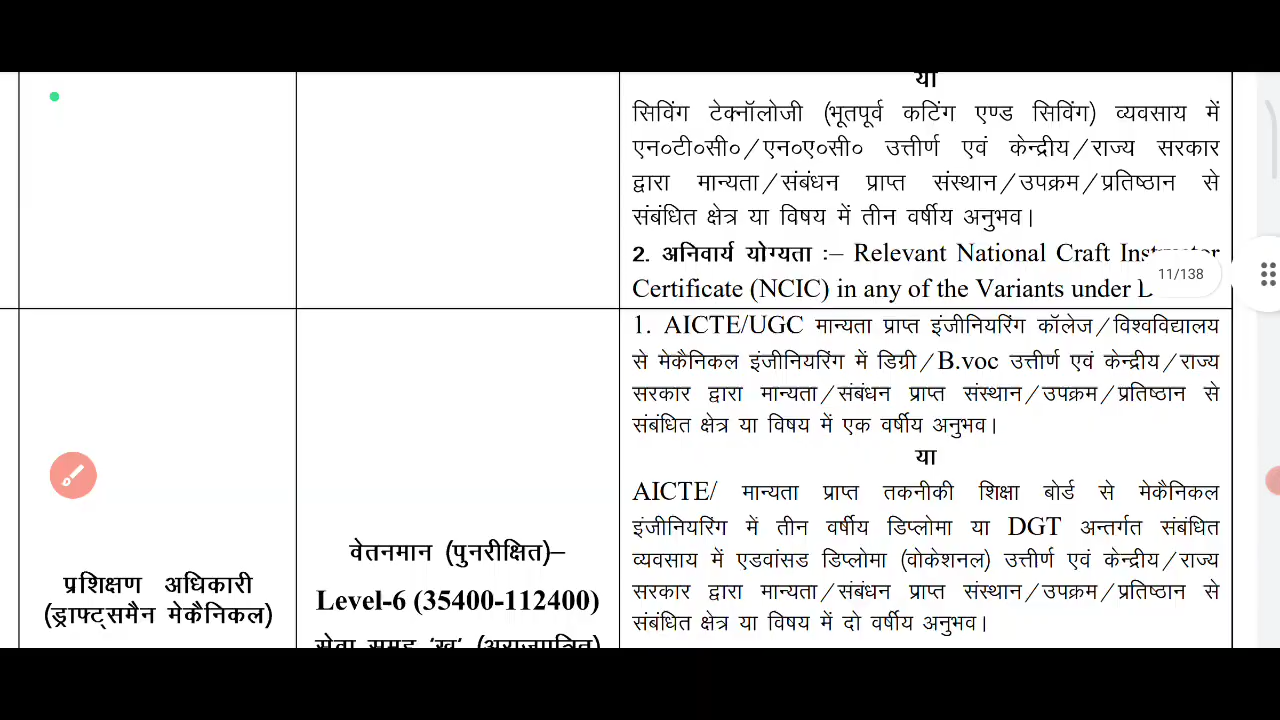 या
सिविंग टेक्नॉलोजी (भूतपूर्व कटिंग एण्ड सिविंग) व्यवसाय में
एन०टी०सी०/एन०ए०सी० उत्तीर्ण एवं केन्द्रीय/राज्य सरकार
द्वारा मान्यता/संबंधन प्राप्त संस्थान/उपक्रम/प्रतिष्ठान से
संबंधित क्षेत्र या विषय में तीन वर्षीय अनुभव।
2. अनिवार्य योग्यता :– Relevant National Craft Instructor
11/138
Certificate (NCIC) in any of the Variants under
1. AICTE/UGC मान्यता प्राप्त इंजीनियरिंग कॉलेज/विश्वविद्यालय
से मेकैनिकल इंजीनियरिंग में डिग्री/B.voc उत्तीर्ण एवं केन्द्रीय/राज्य
सरकार द्वारा मान्यता/संबंधन प्राप्त संस्थान/उपक्रम/प्रतिष्ठान से
संबंधित क्षेत्र या विषय में एक वर्षीय अनुभव।
या
AICTE/ मान्यता प्राप्त तकनीकी शिक्षा बोर्ड से मेकैनिकल
इंजीनियरिंग में तीन वर्षीय डिप्लोमा या DGT अन्तर्गत संबंधित
व्यवसाय में एडवांसड डिप्लोमा (वोकेशनल) उत्तीर्ण एवं केन्द्रीय/राज्य
सरकार द्वारा मान्यता/संबंधन प्राप्त संस्थान/उपक्रम/प्रतिष्ठान से
संबंधित क्षेत्र या विषय में दो वर्षीय अनुभव।
प्रशिक्षण अधिकारी
(ड्राफ्ट्समैन मेकैनिकल)
वेतनमान (पुनरीक्षित)–
Level-6 (35400-112400)
सेवा समूह 'ख' (अराजपत्रित)